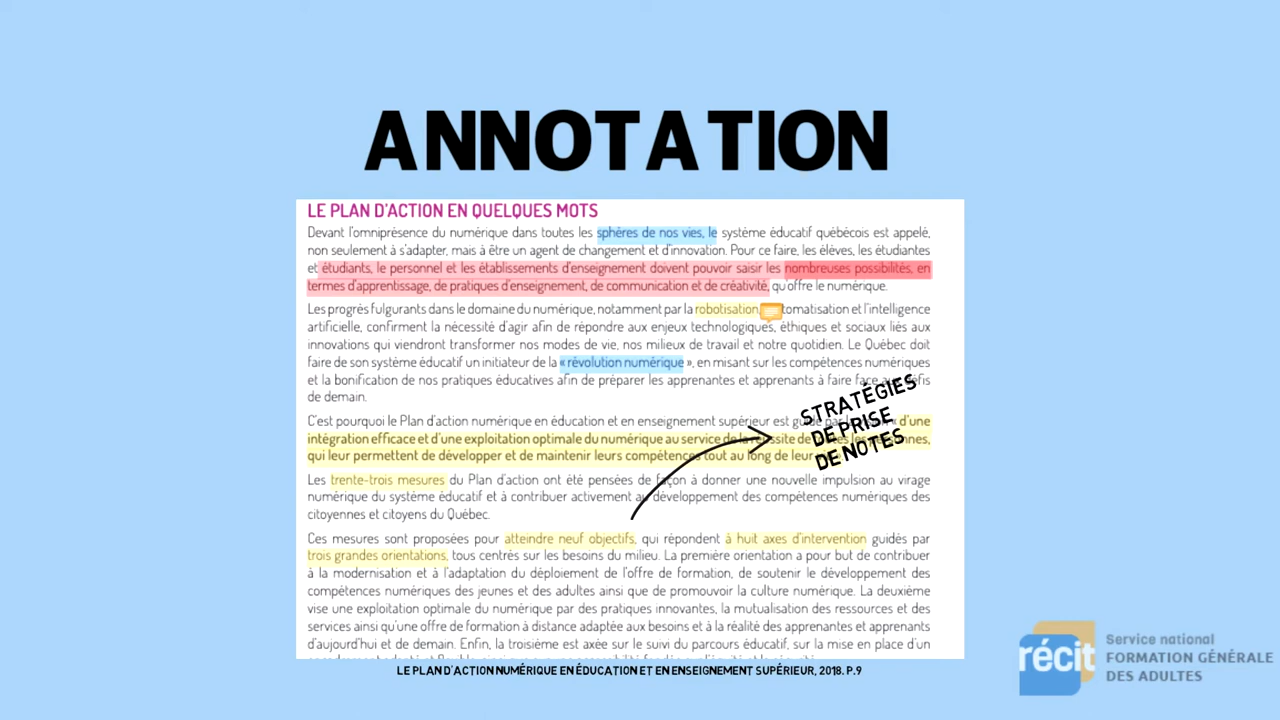 ANNOTATION
LE PLAN D'ACTION EN QUELQUES MOTS
Devant l'omniprésence du numérique dans toutes les sphères de nos vies, le système éducatif québécois est appelé,
non seulement à s'adapter, mais à être un agent de changement et d'innovation. Pour ce faire, les élèves, les étudiantes
et étudiants, le personnel et les établissements d'enseignement doivent pouvoir saisir les nombreuses possibilités, en
termes d'apprentissage, de pratiques d'enseignement, de communication et de créativité, qu'offre le numérique.
Les progrès fulgurants dans le domaine du numérique, notamment par la robotisation, tomatisation et l'intelligence
artificielle, confirment la nécessité d'agir afin de répondre aux enjeux technologiques, éthiques et sociaux liés aux
innovations qui viendront transformer nos modes de vie, nos milieux de travail et notre quotidien. Le Québec doit
faire de son système éducatif un initiateur de la « révolution numérique », en misant sur les compétences numériques
et la bonification de nos pratiques éducatives afin de préparer les apprenantes et apprenants à faire face aux défis
de demain.
C'est pourquoi le Plan d'action numérique en éducation et en enseignement supérieur est guidé par « d'une
intégration efficace et d'une exploitation optimale du numérique au service de la réussite de toutes les personnes,
qui leur permettent de développer et de maintenir leurs compétences tout au long de leur
STRATÉGIES
DE PRISE
DE NOTES
Les trente-trois mesures du Plan d'action ont été pensées de façon à donner une nouvelle impulsion au virage
numérique du système éducatif et à contribuer activement au développement des compétences numériques des
citoyennes et citoyens du Québec.
Ces mesures sont proposées pour atteindre neuf objectifs, qui répondent à huit axes d'intervention guidés par
trois grandes orientations, tous centrés sur les besoins du milieu. La première orientation a pour but de contribuer
à la modernisation et à l'adaptation du déploiement de l'offre de formation, de soutenir le développement des
compétences numériques des jeunes et des adultes ainsi que de promouvoir la culture numérique. La deuxième
vise une exploitation optimale du numérique par des pratiques innovantes, la mutualisation des ressources et des
services ainsi qu'une offre de formation à distance adaptée aux besoins et à la réalité des apprenantes et apprenants
d'aujourd'hui et de demain. Enfin, la troisième est axée sur le suivi du parcours éducatif, sur la mise en place d'un
LE PLAN D'ACTION NUMÉRIQUE EN ÉDUCATION ET EN ENSEIGNEMENT SUPÉRIEUR, 2018. P.9
récit
Service national
FORMATION GÉNÉRALE
DES ADULTES